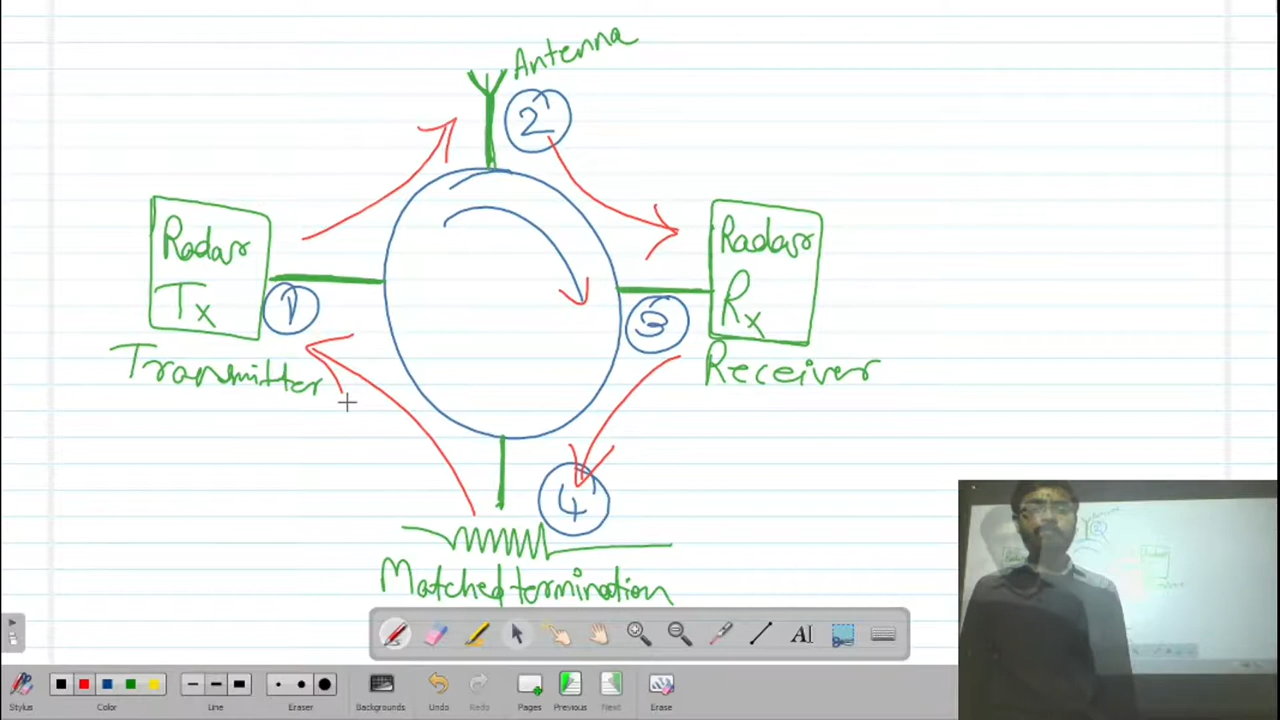 Antenna
2
Radar
Tx
1
Transmitter
Radar
Rx
3
Receiver
4
Matched termination
Stylus
Color
Line
Eraser
Backgrounds
Undo
Redo
Pages
Previous
Next
Erase